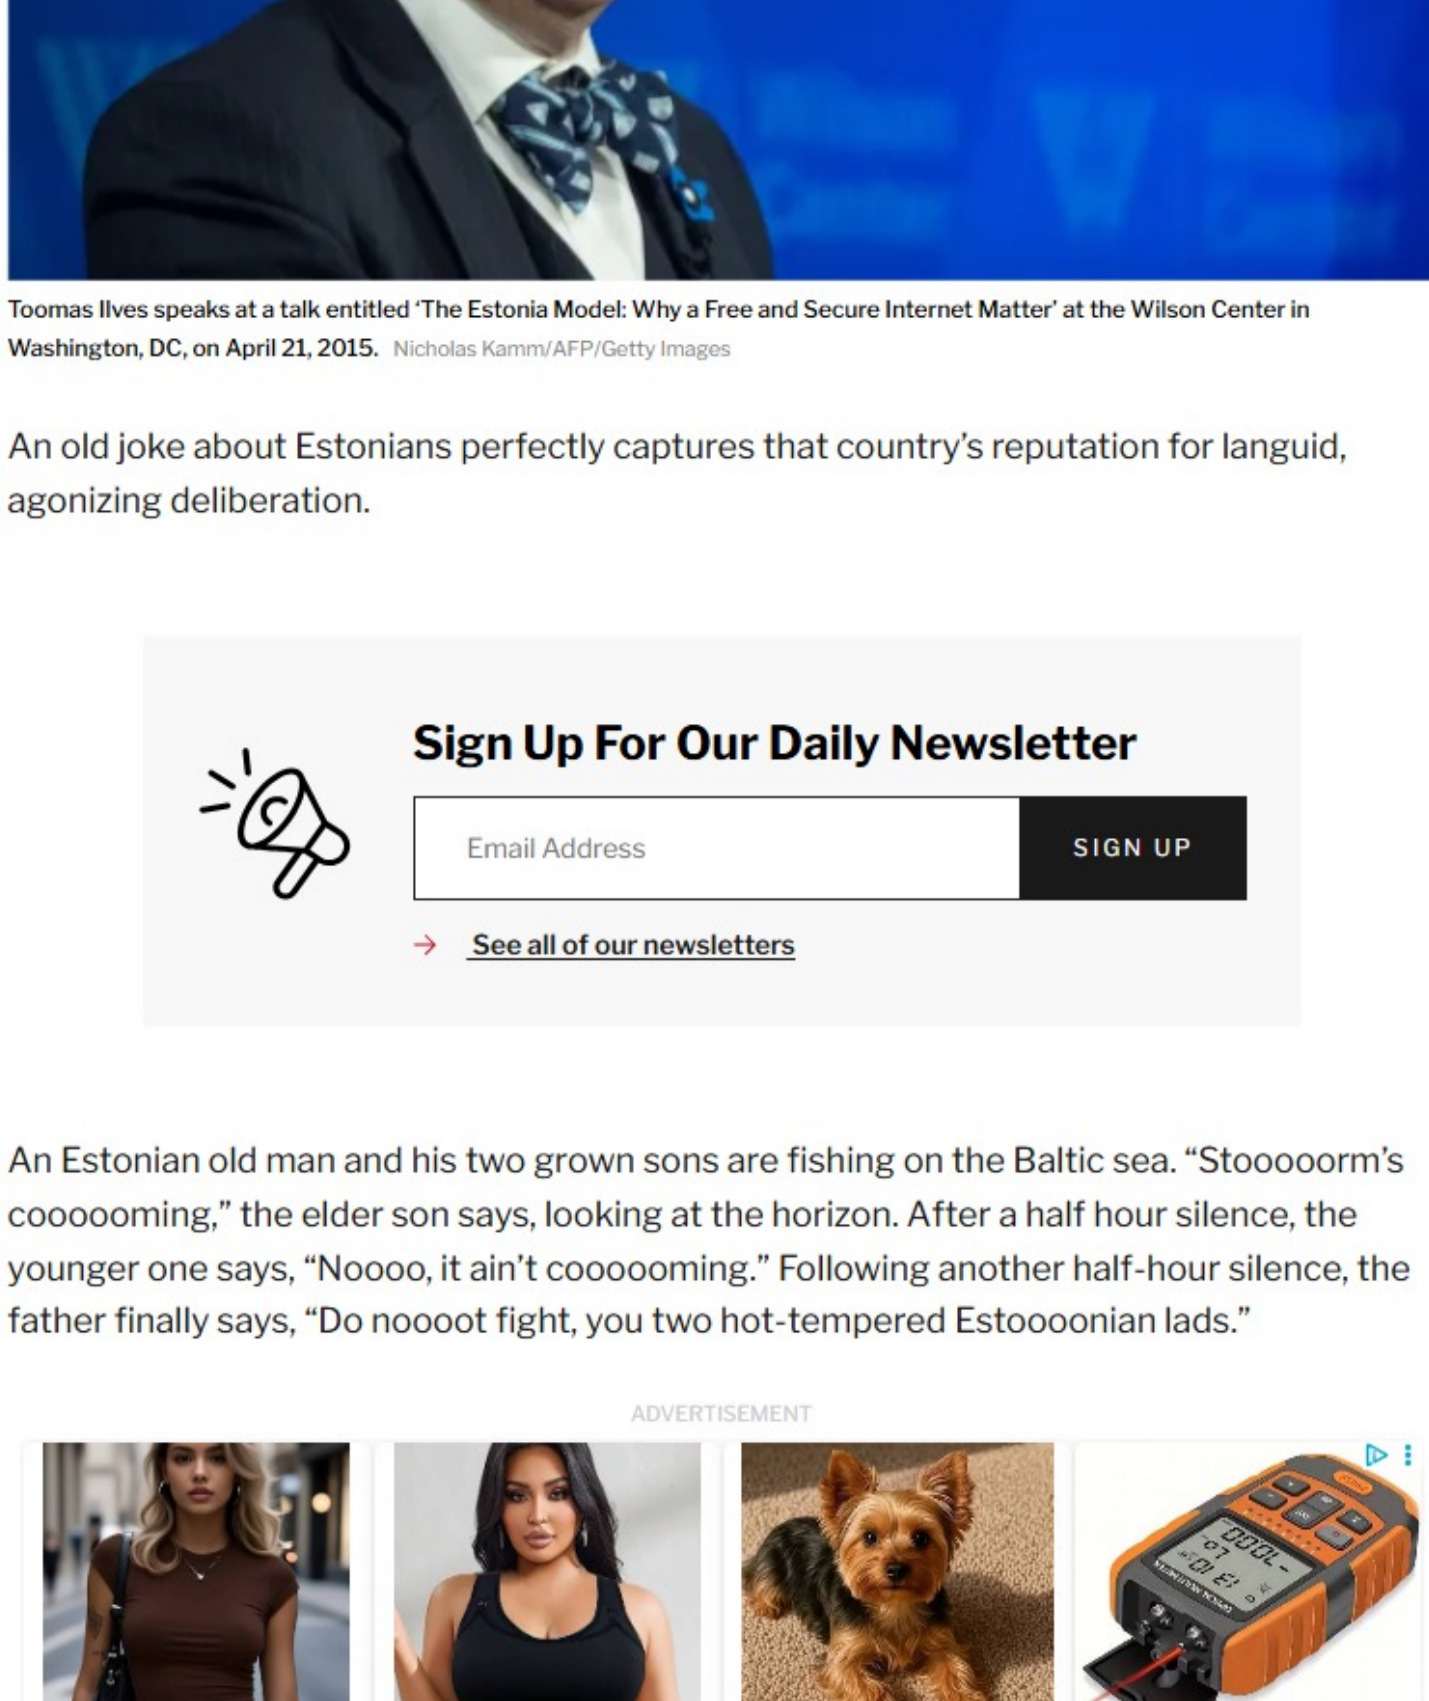 Toomas Ilves speaks at a talk entitled ‘The Estonia Model: Why a Free and Secure Internet Matter’ at the Wilson Center in
Washington, DC, on April 21, 2015. Nicholas Kamm/AFP/Getty Images
An old joke about Estonians perfectly captures that country’s reputation for languid,
agonizing deliberation.
Sign Up For Our Daily Newsletter
Email Address
SIGN UP
See all of our newsletters
An Estonian old man and his two grown sons are fishing on the Baltic sea. “Stooooorm’s
coooooming,” the elder son says, looking at the horizon. After a half hour silence, the
younger one says, “Noooo, it ain’t coooooming.” Following another half-hour silence, the
father finally says, “Do noooot fight, you two hot-tempered Estoooonian lads.”
ADVERTISEMENT